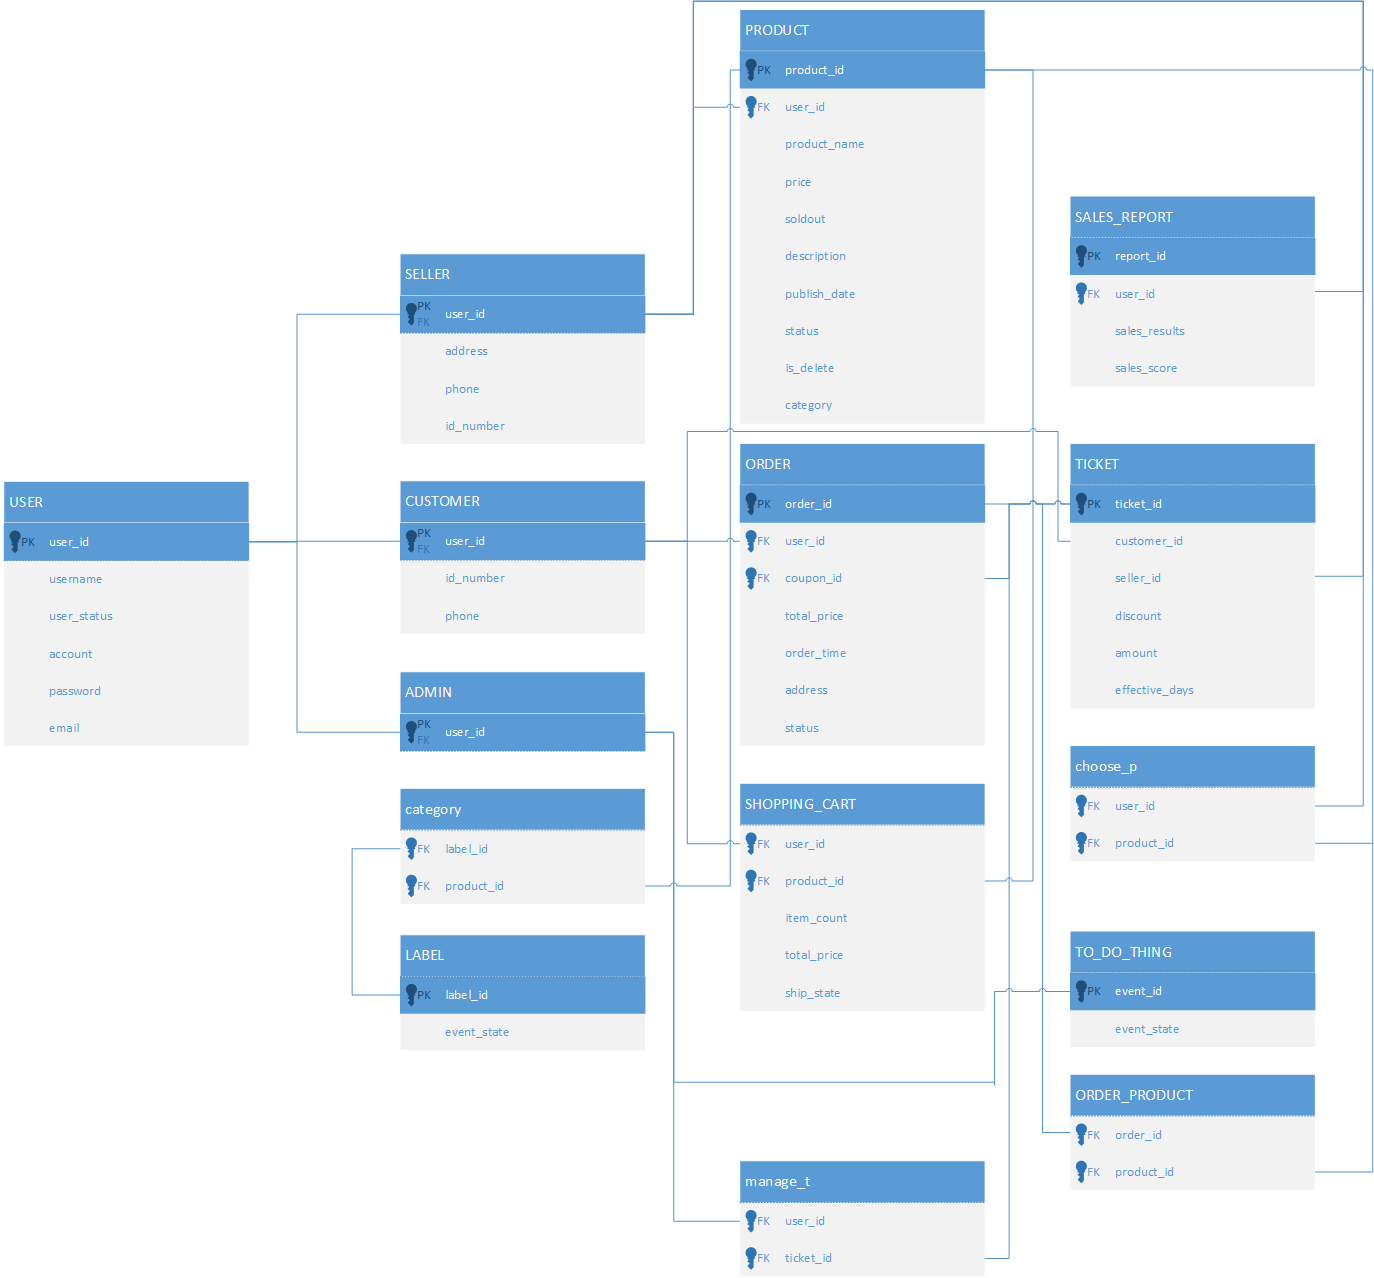 PRODUCT
PK product_id
FK user_id
product_name
price
soldout
description
publish_date
status
is_delete
category
SALES_REPORT
PK report_id
FK user_id
sales_results
sales_score
SELLER
PK
FK
user_id
address
phone
id_number
USER
PK user_id
username
user_status
account
password
email
CUSTOMER
PK
FK
user_id
id_number
phone
ORDER
PK order_id
FK user_id
FK coupon_id
total_price
order_time
address
status
TICKET
PK ticket_id
customer_id
seller_id
discount
amount
effective_days
ADMIN
PK
FK
user_id
category
FK label_id
FK product_id
SHOPPING_CART
FK user_id
FK product_id
item_count
total_price
ship_state
choose_p
FK user_id
FK product_id
LABEL
PK label_id
event_state
TO_DO_THING
PK event_id
event_state
ORDER_PRODUCT
FK order_id
FK product_id
manage_t
FK user_id
FK ticket_id